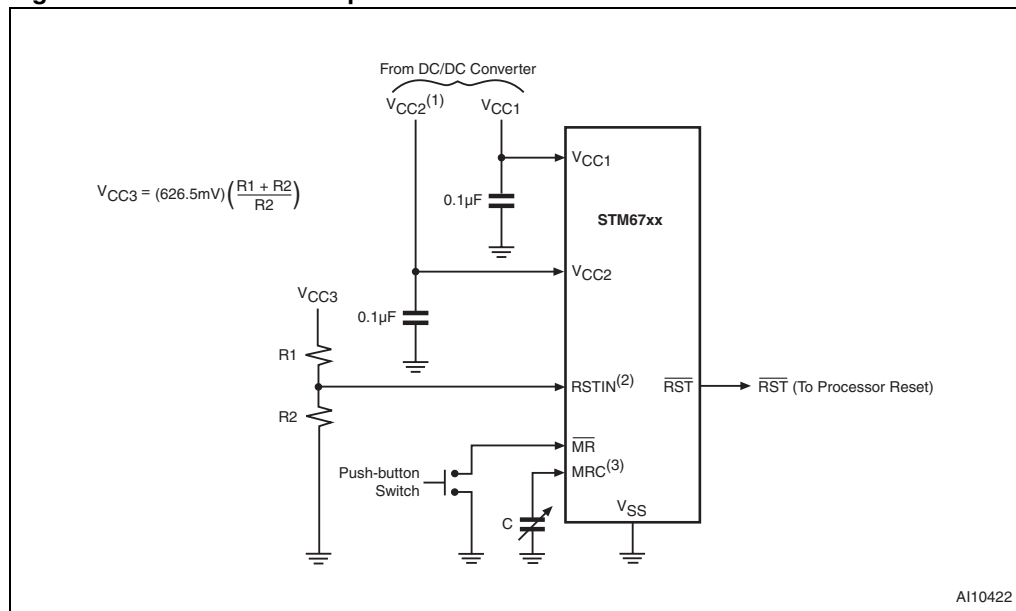 From DC/DC Converter
VCC2(1)
VCC1
VCC1
VCC3 = (626.5mV)(R1 + R2 / R2)
0.1µF
STM67xx
VCC2
VCC3
0.1µF
R1
RSTIN(2)
RST
RST (To Processor Reset)
R2
MR
Push-button
Switch
MRC(3)
C
VSS
AI10422